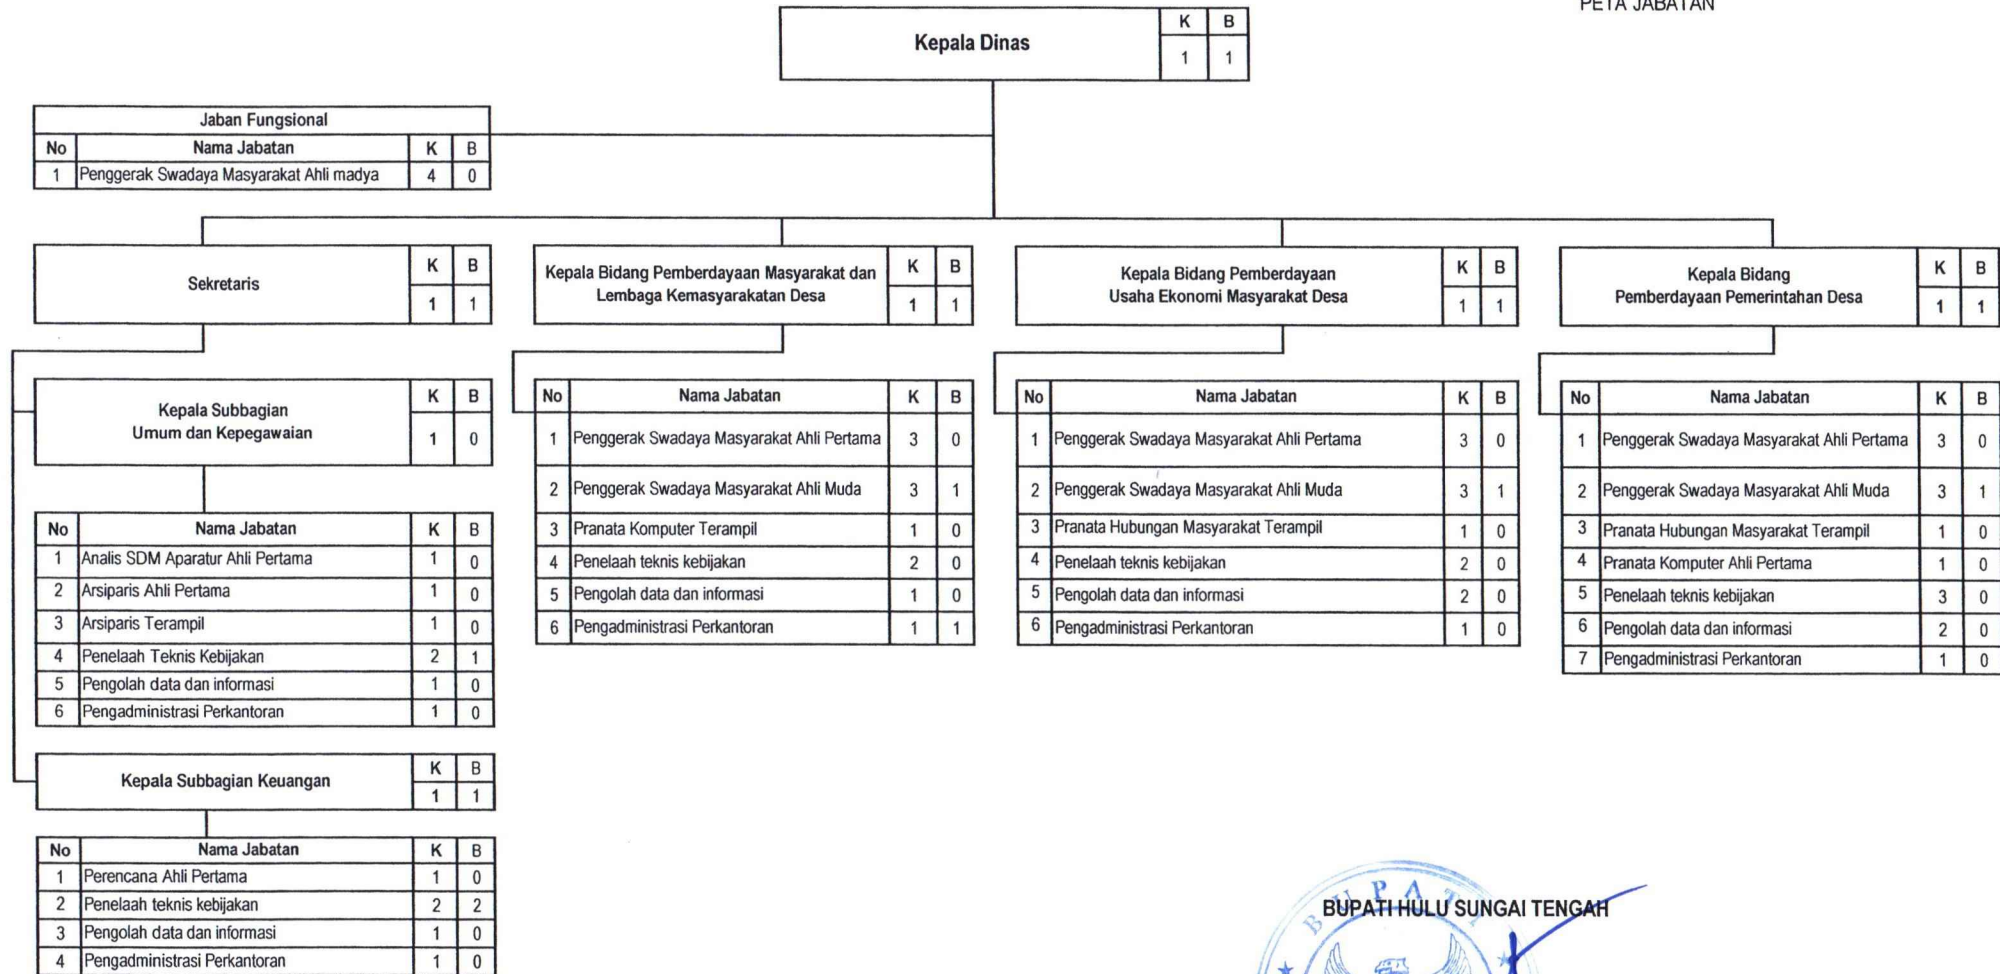 PETA JABATAN
Kepala Dinas
K B
1 1
Jaban Fungsional
No Nama Jabatan K B
1 Penggerak Swadaya Masyarakat Ahli madya 4 0
Sekretaris
K B
1 1
Kepala Bidang Pemberdayaan Masyarakat dan
Lembaga Kemasyarakatan Desa
K B
1 1
Kepala Bidang Pemberdayaan
Usaha Ekonomi Masyarakat Desa
K B
1 1
Kepala Bidang
Pemberdayaan Pemerintahan Desa
K B
1 1
Kepala Subbagian
Umum dan Kepegawaian
K B
1 0
No Nama Jabatan K B
1 Analis SDM Aparatur Ahli Pertama 1 0
2 Arsiparis Ahli Pertama 1 0
3 Arsiparis Terampil 1 0
4 Penelaah Teknis Kebijakan 2 1
5 Pengolah data dan informasi 1 0
6 Pengadministrasi Perkantoran 1 0
Kepala Subbagian Keuangan
K B
1 1
No Nama Jabatan K B
1 Perencana Ahli Pertama 1 0
2 Penelaah teknis kebijakan 2 2
3 Pengolah data dan informasi 1 0
4 Pengadministrasi Perkantoran 1 0
No Nama Jabatan K B
1 Penggerak Swadaya Masyarakat Ahli Pertama 3 0
2 Penggerak Swadaya Masyarakat Ahli Muda 3 1
3 Pranata Komputer Terampil 1 0
4 Penelaah teknis kebijakan 2 0
5 Pengolah data dan informasi 1 0
6 Pengadministrasi Perkantoran 1 1
No Nama Jabatan K B
1 Penggerak Swadaya Masyarakat Ahli Pertama 3 0
2 Penggerak Swadaya Masyarakat Ahli Muda 3 1
3 Pranata Hubungan Masyarakat Terampil 1 0
4 Penelaah teknis kebijakan 2 0
5 Pengolah data dan informasi 2 0
6 Pengadministrasi Perkantoran 1 0
No Nama Jabatan K B
1 Penggerak Swadaya Masyarakat Ahli Pertama 3 0
2 Penggerak Swadaya Masyarakat Ahli Muda 3 1
3 Pranata Hubungan Masyarakat Terampil 1 0
4 Pranata Komputer Ahli Pertama 1 0
5 Penelaah teknis kebijakan 3 0
6 Pengolah data dan informasi 2 0
7 Pengadministrasi Perkantoran 1 0
BUPATI
BUPATI HULU SUNGAI TENGAH